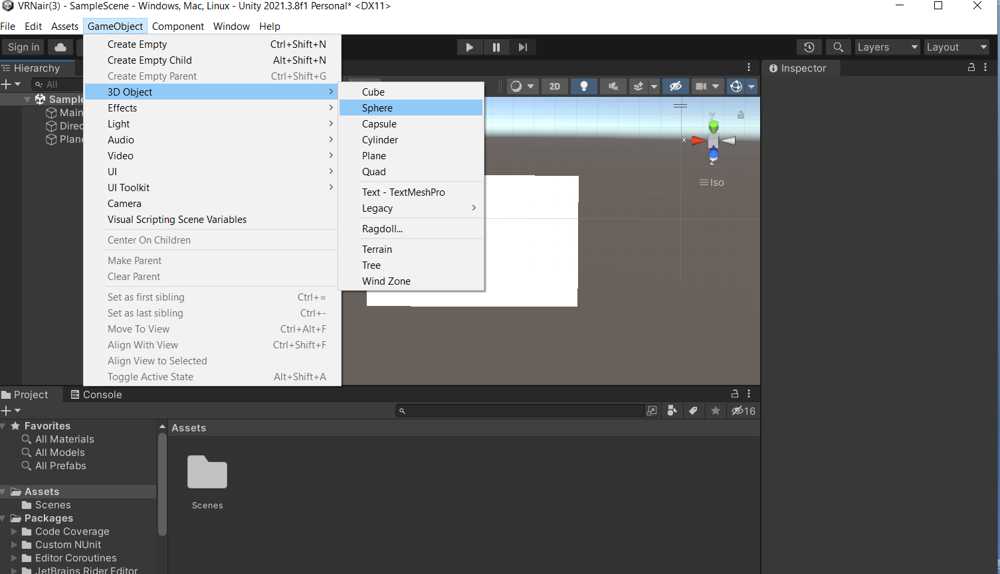 VRNair(3) - SampleScene - Windows, Mac, Linux - Unity 2021.3.8f1 Personal* <DX11>
File Edit Assets GameObject Component Window Help
Sign in
Layers
Layout
Hierarchy
All
Sample
Main
Direc
Plane
Create Empty Ctrl+Shift+N
Create Empty Child Alt+Shift+N
Create Empty Parent Ctrl+Shift+G
3D Object
Effects
Light
Audio
Video
UI
UI Toolkit
Camera
Visual Scripting Scene Variables
Center On Children
Make Parent
Clear Parent
Set as first sibling Ctrl+=
Set as last sibling Ctrl+-
Move To View Ctrl+Alt+F
Align With View Ctrl+Shift+F
Align View to Selected
Toggle Active State Alt+Shift+A
Cube
Sphere
Capsule
Cylinder
Plane
Quad
Text - TextMeshPro
Legacy
Ragdoll...
Terrain
Tree
Wind Zone
2D
y
x
z
Iso
Inspector
Project
Console
16
Favorites
All Materials
All Models
All Prefabs
Assets
Scenes
Packages
Code Coverage
Custom NUnit
Editor Coroutines
JetBrains Rider Editor
Assets
Scenes